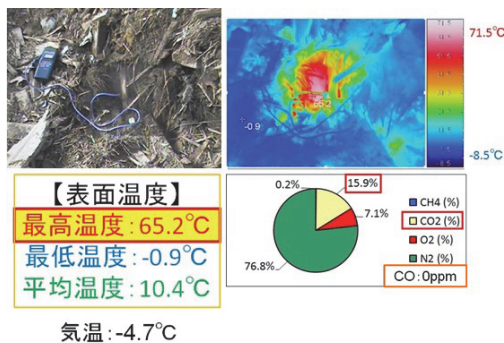 71.5℃
65.2
-0.9
-8.5℃
【表面温度】
最高温度:65.2℃
最低温度:-0.9℃
平均温度:10.4℃
気温:-4.7℃
0.2%
15.9%
7.1%
76.8%
CH4 (%)
CO2 (%)
O2 (%)
N2 (%)
CO:0ppm